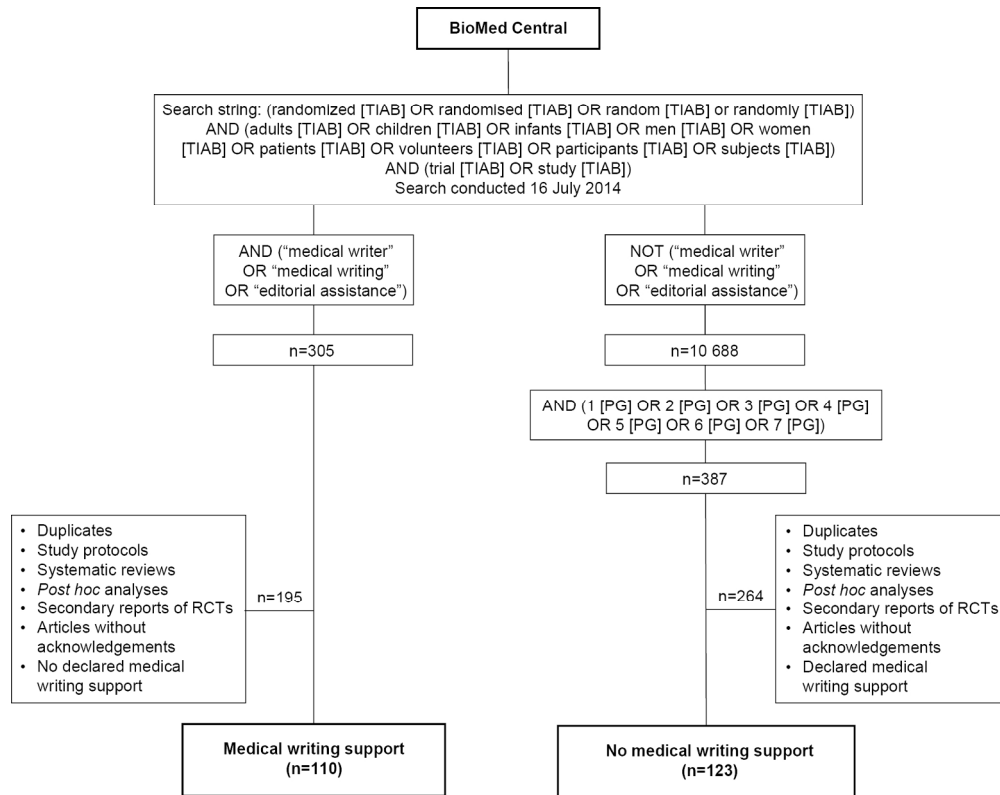 BioMed Central
Search string: (randomized [TIAB] OR randomised [TIAB] OR random [TIAB] or randomly [TIAB])
AND (adults [TIAB] OR children [TIAB] OR infants [TIAB] OR men [TIAB] OR women
[TIAB] OR patients [TIAB] OR volunteers [TIAB] OR participants [TIAB] OR subjects [TIAB])
AND (trial [TIAB] OR study [TIAB])
Search conducted 16 July 2014
AND (“medical writer”
OR “medical writing”
OR “editorial assistance”)
n=305
NOT (“medical writer”
OR “medical writing”
OR “editorial assistance”)
n=10 688
AND (1 [PG] OR 2 [PG] OR 3 [PG] OR 4 [PG]
OR 5 [PG] OR 6 [PG] OR 7 [PG])
n=387
• Duplicates
• Study protocols
• Systematic reviews
• Post hoc analyses
• Secondary reports of RCTs
• Articles without
acknowledgements
• No declared medical
writing support
n=195
n=264
• Duplicates
• Study protocols
• Systematic reviews
• Post hoc analyses
• Secondary reports of RCTs
• Articles without
acknowledgements
• Declared medical
writing support
Medical writing support
(n=110)
No medical writing support
(n=123)